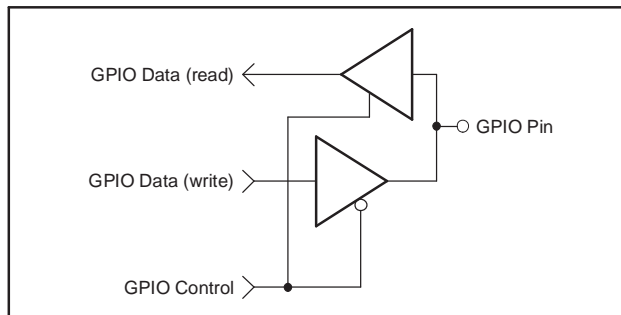 GPIO Data (read)
GPIO Pin
GPIO Data (write)
GPIO Control